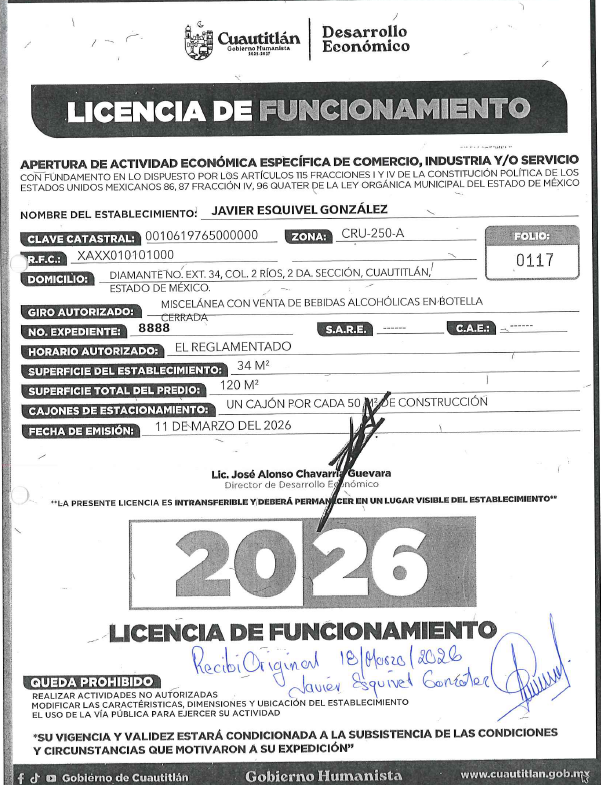 Cuautitlán
Gobierno Humanista
2025-2027
Desarrollo
Económico
LICENCIA DE FUNCIONAMIENTO
APERTURA DE ACTIVIDAD ECONÓMICA ESPECÍFICA DE COMERCIO, INDUSTRIA Y/O SERVICIO
CON FUNDAMENTO EN LO DISPUESTO POR LOS ARTÍCULOS 115 FRACCIONES I Y IV DE LA CONSTITUCIÓN POLÍTICA DE LOS
ESTADOS UNIDOS MEXICANOS 86, 87 FRACCIÓN IV, 96 QUATER DE LA LEY ORGÁNICA MUNICIPAL DEL ESTADO DE MÉXICO
NOMBRE DEL ESTABLECIMIENTO: JAVIER ESQUIVEL GONZÁLEZ
CLAVE CATASTRAL: 0010619765000000 ZONA: CRU-250-A
FOLIO:
0117
R.F.C.: XAXX010101000
DOMICILIO: DIAMANTE NO. EXT. 34, COL. 2 RÍOS, 2 DA. SECCIÓN, CUAUTITLÁN,
ESTADO DE MÉXICO.
GIRO AUTORIZADO: MISCELÁNEA CON VENTA DE BEBIDAS ALCOHÓLICAS EN BOTELLA
CERRADA
NO. EXPEDIENTE: 8888 S.A.R.E. ------ C.A.E.: ------
HORARIO AUTORIZADO: EL REGLAMENTADO
SUPERFICIE DEL ESTABLECIMIENTO: 34 M²
SUPERFICIE TOTAL DEL PREDIO: 120 M²
CAJONES DE ESTACIONAMIENTO: UN CAJÓN POR CADA 50 M² DE CONSTRUCCIÓN
FECHA DE EMISIÓN: 11 DE MARZO DEL 2026
Lic. José Alonso Chavarría Guevara
Director de Desarrollo Económico
**LA PRESENTE LICENCIA ES INTRANSFERIBLE Y DEBERÁ PERMANECER EN UN LUGAR VISIBLE DEL ESTABLECIMIENTO**
2026
LICENCIA DE FUNCIONAMIENTO
Recibi Original 18/Marzo/2026
Javier Esquivel González
QUEDA PROHIBIDO
REALIZAR ACTIVIDADES NO AUTORIZADAS
MODIFICAR LAS CARACTERÍSTICAS, DIMENSIONES Y UBICACIÓN DEL ESTABLECIMIENTO
EL USO DE LA VÍA PÚBLICA PARA EJERCER SU ACTIVIDAD
"SU VIGENCIA Y VALIDEZ ESTARÁ CONDICIONADA A LA SUBSISTENCIA DE LAS CONDICIONES
Y CIRCUNSTANCIAS QUE MOTIVARON A SU EXPEDICIÓN"
Gobierno de Cuautitlán
Gobierno Humanista
www.cuautitlan.gob.mx